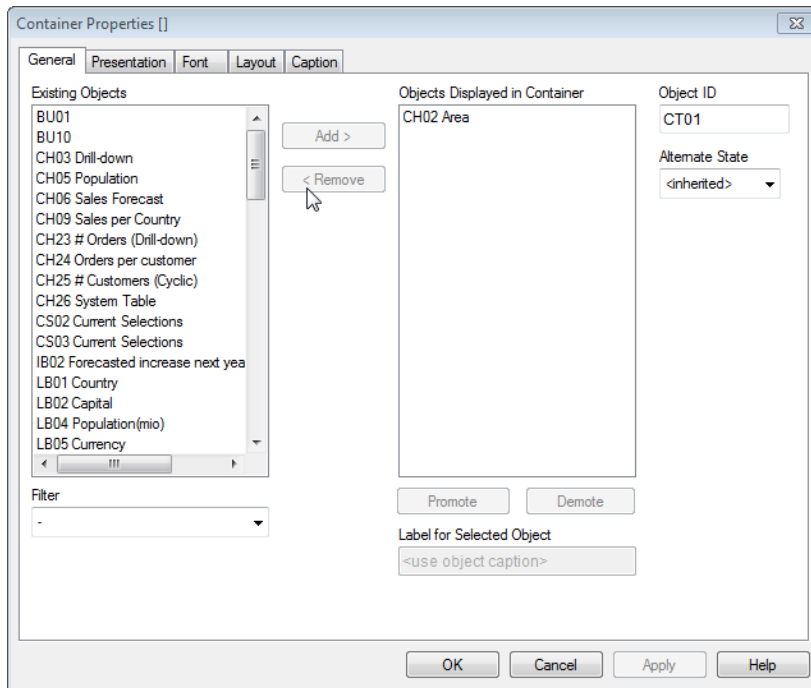 Container Properties []
General Presentation Font Layout Caption
Existing Objects
BU01
BU10
CH03 Drill-down
CH05 Population
CH06 Sales Forecast
CH09 Sales per Country
CH23 # Orders (Drill-down)
CH24 Orders per customer
CH25 # Customers (Cyclic)
CH26 System Table
CS02 Current Selections
CS03 Current Selections
IB02 Forecasted increase next yea
LB01 Country
LB02 Capital
LB04 Population(mio)
LB05 Currency
Filter
-
Add >
< Remove
Objects Displayed in Container
CH02 Area
Promote Demote
Label for Selected Object
<use object caption>
Object ID
CT01
Alternate State
<inherited>
OK Cancel Apply Help